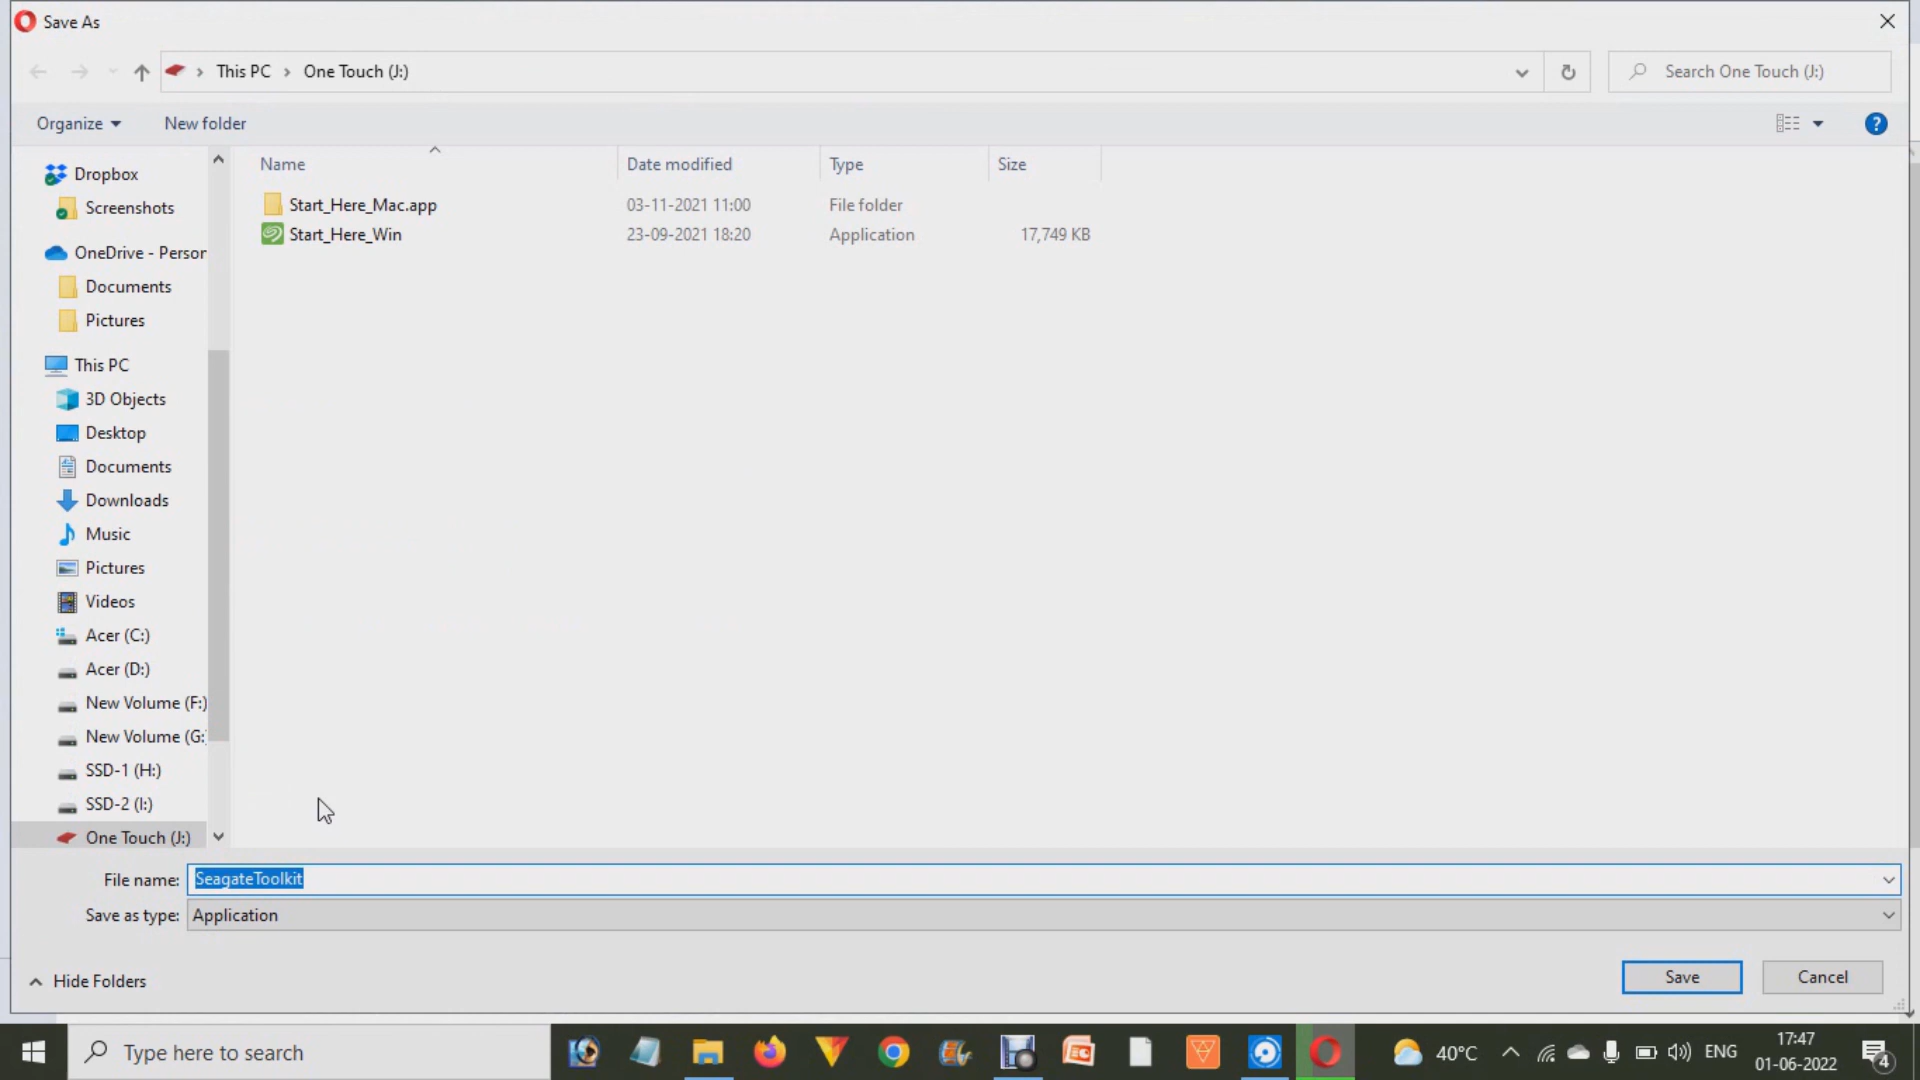 Save As
This PC > One Touch (J:)
Search One Touch (J:)
Organize
New folder
?
Name
Date modified
Type
Size
Dropbox
Screenshots
OneDrive - Person
Documents
Pictures
This PC
3D Objects
Desktop
Documents
Downloads
Music
Pictures
Videos
Acer (C:)
Acer (D:)
New Volume (F:)
New Volume (G:
SSD-1 (H:)
SSD-2 (I:)
One Touch (J:)
Start_Here_Mac.app 03-11-2021 11:00 File folder
Start_Here_Win 23-09-2021 18:20 Application 17,749 KB
File name: SeagateToolkit
Save as type: Application
Hide Folders
Save
Cancel
Type here to search
40°C
ENG
17:47
01-06-2022
4